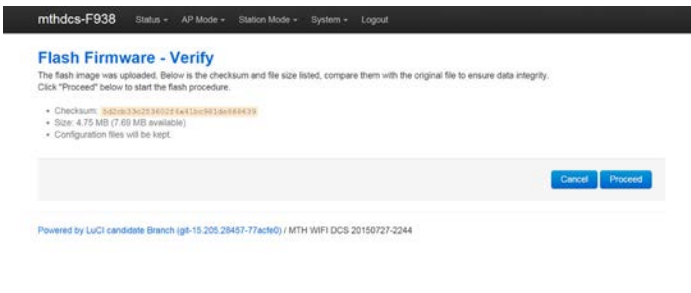 mthdcs-F938 Status AP Mode Station Mode System Logout
Flash Firmware - Verify
The flash image was uploaded. Below is the checksum and file size listed, compare them with the original file to ensure data integrity.
Click "Proceed" below to start the flash procedure.
Checksum:
Size: 4.75 MB (7.69 MB available)
Configuration files will be kept.
Cancel Proceed
Powered by LuCI candidate Branch (git-15.205.28457-77acfe0) / MTH WIFI DCS 20150727-2244